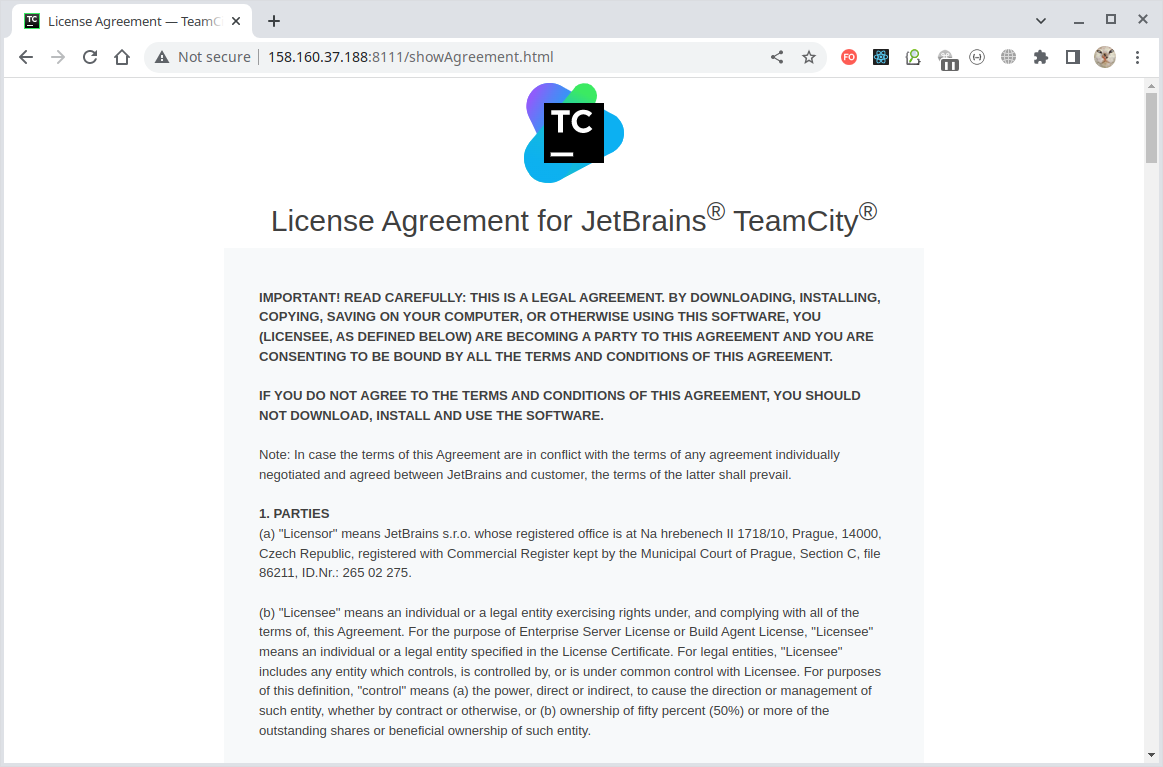 TC
License Agreement — TeamC
Not secure
158.160.37.188:8111/showAgreement.html
FO
TC
License Agreement for JetBrains® TeamCity®
IMPORTANT! READ CAREFULLY: THIS IS A LEGAL AGREEMENT. BY DOWNLOADING, INSTALLING,
COPYING, SAVING ON YOUR COMPUTER, OR OTHERWISE USING THIS SOFTWARE, YOU
(LICENSEE, AS DEFINED BELOW) ARE BECOMING A PARTY TO THIS AGREEMENT AND YOU ARE
CONSENTING TO BE BOUND BY ALL THE TERMS AND CONDITIONS OF THIS AGREEMENT.
IF YOU DO NOT AGREE TO THE TERMS AND CONDITIONS OF THIS AGREEMENT, YOU SHOULD
NOT DOWNLOAD, INSTALL AND USE THE SOFTWARE.
Note: In case the terms of this Agreement are in conflict with the terms of any agreement individually
negotiated and agreed between JetBrains and customer, the terms of the latter shall prevail.
1. PARTIES
(a) "Licensor" means JetBrains s.r.o. whose registered office is at Na hrebenech II 1718/10, Prague, 14000,
Czech Republic, registered with Commercial Register kept by the Municipal Court of Prague, Section C, file
86211, ID.Nr.: 265 02 275.
(b) "Licensee" means an individual or a legal entity exercising rights under, and complying with all of the
terms of, this Agreement. For the purpose of Enterprise Server License or Build Agent License, "Licensee"
means an individual or a legal entity specified in the License Certificate. For legal entities, "Licensee"
includes any entity which controls, is controlled by, or is under common control with Licensee. For purposes
of this definition, "control" means (a) the power, direct or indirect, to cause the direction or management of
such entity, whether by contract or otherwise, or (b) ownership of fifty percent (50%) or more of the
outstanding shares or beneficial ownership of such entity.